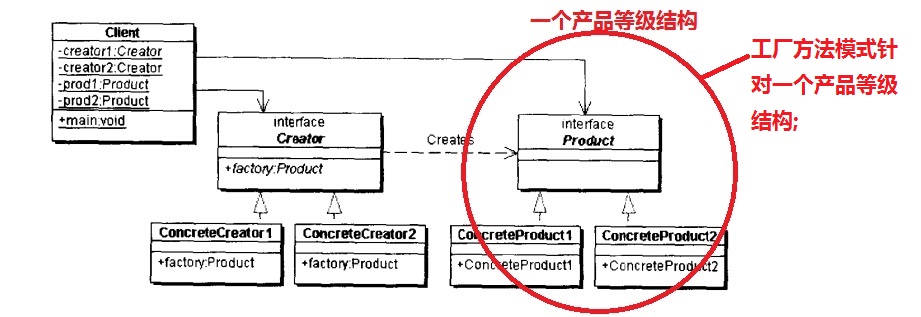 一个产品等级结构
工厂方法模式针
对一个产品等级
结构;
Client
-creator1:Creator
-creator2:Creator
-prod1:Product
-prod2:Product
+main:void
interface
Creator
+factory:Product
Creates
interface
Product
ConcreteCreator1
+factory:Product
ConcreteCreator2
+factory:Product
ConcreteProduct1
+ConcreteProduct1
ConcreteProduct2
+ConcreteProduct2